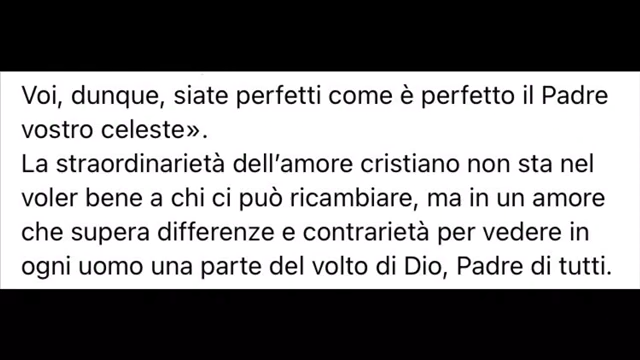 Voi, dunque, siate perfetti come è perfetto il Padre
vostro celeste».
La straordinarietà dell’amore cristiano non sta nel
voler bene a chi ci può ricambiare, ma in un amore
che supera differenze e contrarietà per vedere in
ogni uomo una parte del volto di Dio, Padre di tutti.